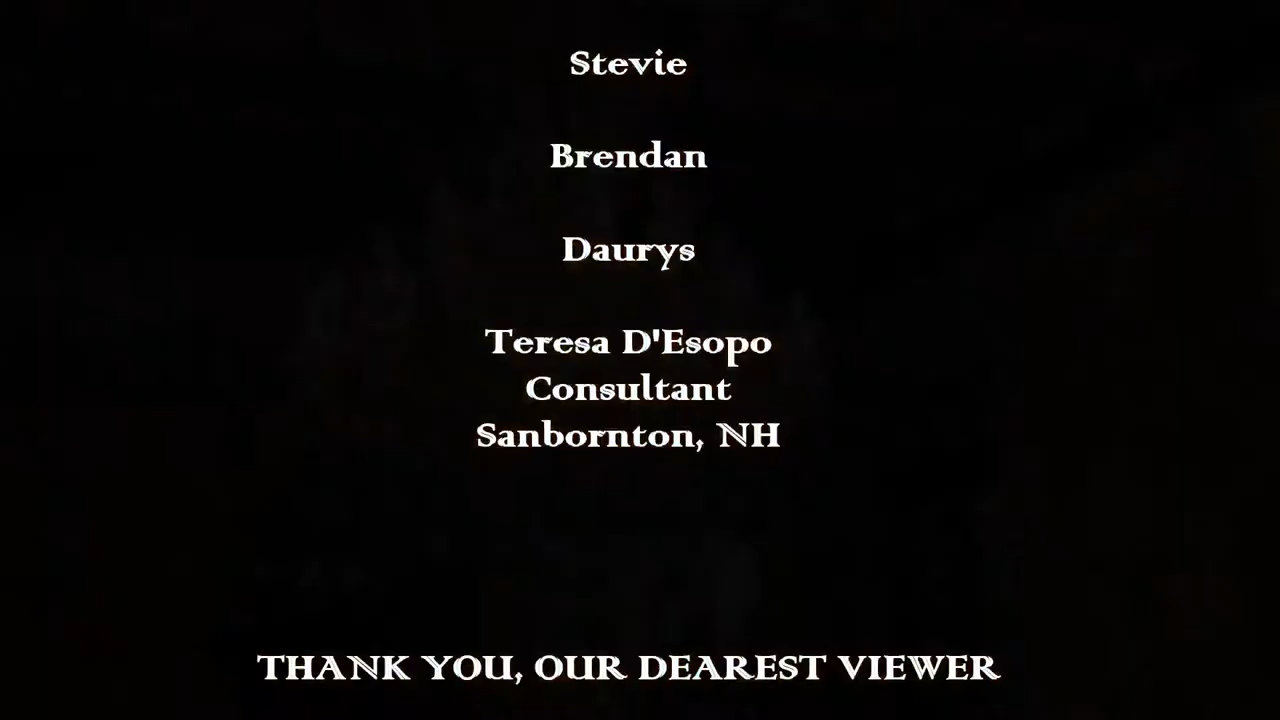 Stevie
Brendan
Daurys
Teresa D'Esopo
Consultant
Sanbornton, NH
THANK YOU, OUR DEAREST VIEWER